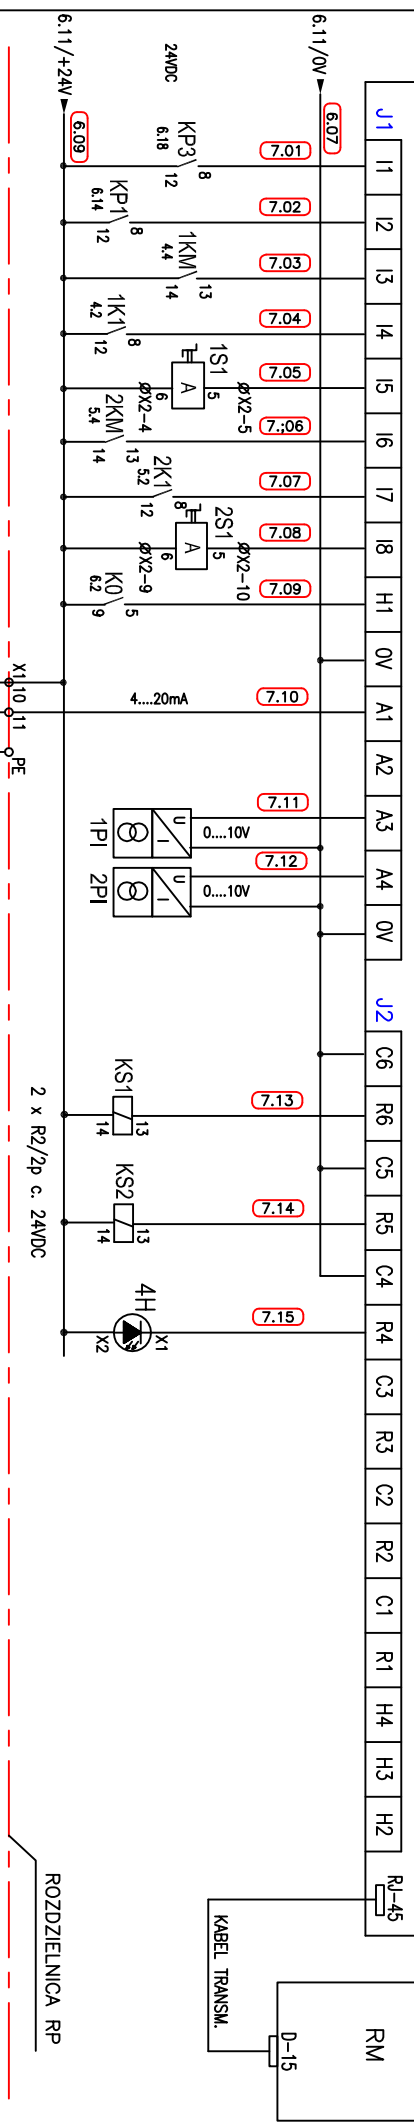 6.11/+24V
6.09
24VDC
6.11/0V
6.07
J1
I1
I2
I3
I4
I5
I6
I7
I8
H1
0V
A1
A2
A3
A4
0V
J2
C6
R6
C5
R5
C4
R4
C3
R3
C2
R2
C1
R1
H4
H3
H2
RJ-45
7.01
KP3
6.18
8
12
7.02
KP1
6.14
8
12
7.03
1KM
4.4
13
14
7.04
1K1
4.2
8
12
7.05
1S1
A
5
6
ØX2-5
ØX2-4
7.;06
2KM
5.4
13
14
7.07
2K1
5.2
8
12
7.08
2S1
A
5
6
ØX2-10
ØX2-9
7.09
K0
6.2
5
9
X1
10
11
PE
7.10
4....20mA
7.11
0....10V
U
I
1PI
7.12
0....10V
U
I
2PI
7.13
KS1
13
14
7.14
KS2
13
14
2 x R2/2p c. 24VDC
7.15
4H
X1
X2
KABEL TRANSM.
D-15
RM
ROZDZIELNICA RP